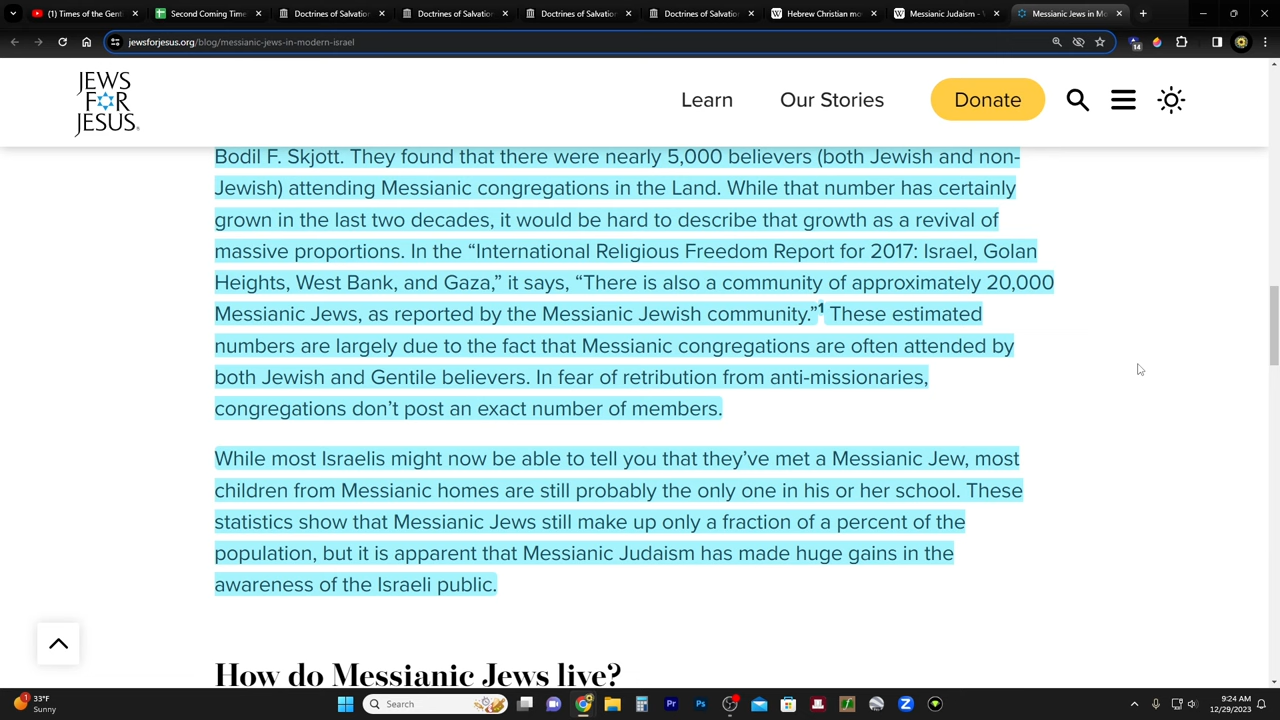 (1) Times of the Gentil
Second Coming Time
Doctrines of Salvatior
Doctrines of Salvatior
Doctrines of Salvatior
Doctrines of Salvatior
Hebrew Christian mo
Messianic Judaism -
Messianic Jews in Mo
jewsforjesus.org/blog/messianic-jews-in-modern-israel
14
JEWS
FOR
JESUS
Learn
Our Stories
Donate
Bodil F. Skjott. They found that there were nearly 5,000 believers (both Jewish and non-
Jewish) attending Messianic congregations in the Land. While that number has certainly
grown in the last two decades, it would be hard to describe that growth as a revival of
massive proportions. In the “International Religious Freedom Report for 2017: Israel, Golan
Heights, West Bank, and Gaza,” it says, “There is also a community of approximately 20,000
Messianic Jews, as reported by the Messianic Jewish community.”1 These estimated
numbers are largely due to the fact that Messianic congregations are often attended by
both Jewish and Gentile believers. In fear of retribution from anti-missionaries,
congregations don’t post an exact number of members.
While most Israelis might now be able to tell you that they’ve met a Messianic Jew, most
children from Messianic homes are still probably the only one in his or her school. These
statistics show that Messianic Jews still make up only a fraction of a percent of the
population, but it is apparent that Messianic Judaism has made huge gains in the
awareness of the Israeli public.
How do Messianic Jews live?
1
33°F
Sunny
Search
Pr
Ps
9:24 AM
12/29/2023